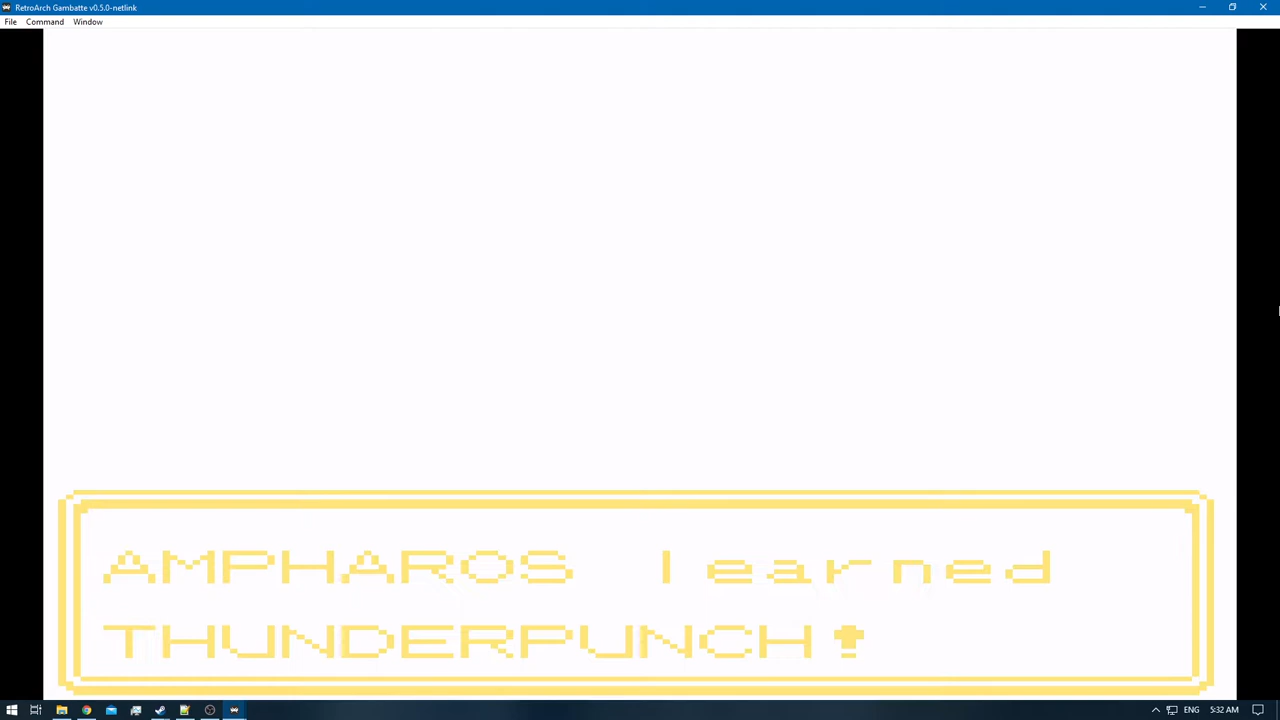 RetroArch Gambatte v0.5.0-netlink
File Command Window
AMPHAROS learned
THUNDERPUNCH!
ENG 5:32 AM